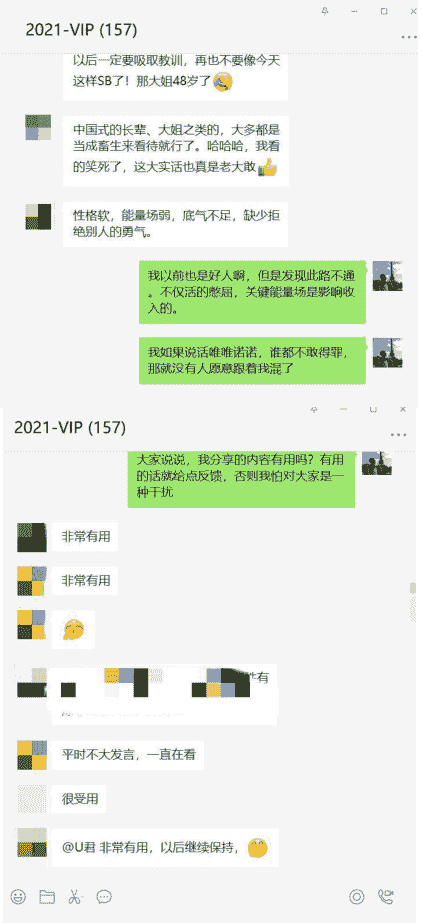 2021-VIP (157)
以后一定要吸取教训，再也不要像今天
这样SB了！那大姐48岁了
中国式的长辈、大姐之类的，大多都是
当成畜生来看待就行了。哈哈哈，我看
的笑死了，这大实话也真是老大敢
性格软，能量场弱，底气不足，缺少拒
绝别人的勇气。
我以前也是好人啊，但是发现此路不通
。不仅活的憋屈，关键能量场是影响收
入的。
我如果说话唯唯诺诺，谁都不敢得罪，
那就没有人愿意跟着我混了
2021-VIP (157)
大家说说，我分享的内容有用吗？有用
的话就给点反馈，否则我怕对大家是一
种干扰
非常有用
非常有用
有
平时不大发言，一直在看
很受用
@U君 非常有用，以后继续保持，